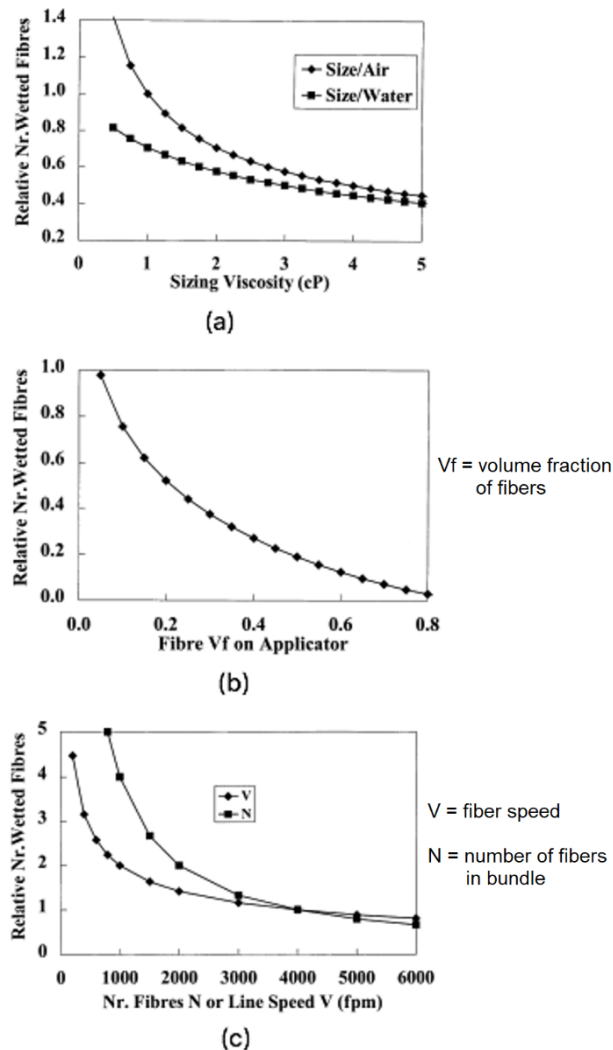 Relative Nr.Wetted Fibres
1.4
1.2
1.0
0.8
0.6
0.4
0.2
Size/Air
Size/Water
0 1 2 3 4 5
Sizing Viscosity (cP)
(a)
Relative Nr.Wetted Fibres
1.0
0.8
0.6
0.4
0.2
0.0
Vf = volume fraction
of fibers
0.0 0.2 0.4 0.6 0.8
Fibre Vf on Applicator
(b)
Relative Nr.Wetted Fibres
5
4
3
2
1
0
V
N
V = fiber speed
N = number of fibers
in bundle
0 1000 2000 3000 4000 5000 6000
Nr. Fibres N or Line Speed V (fpm)
(c)